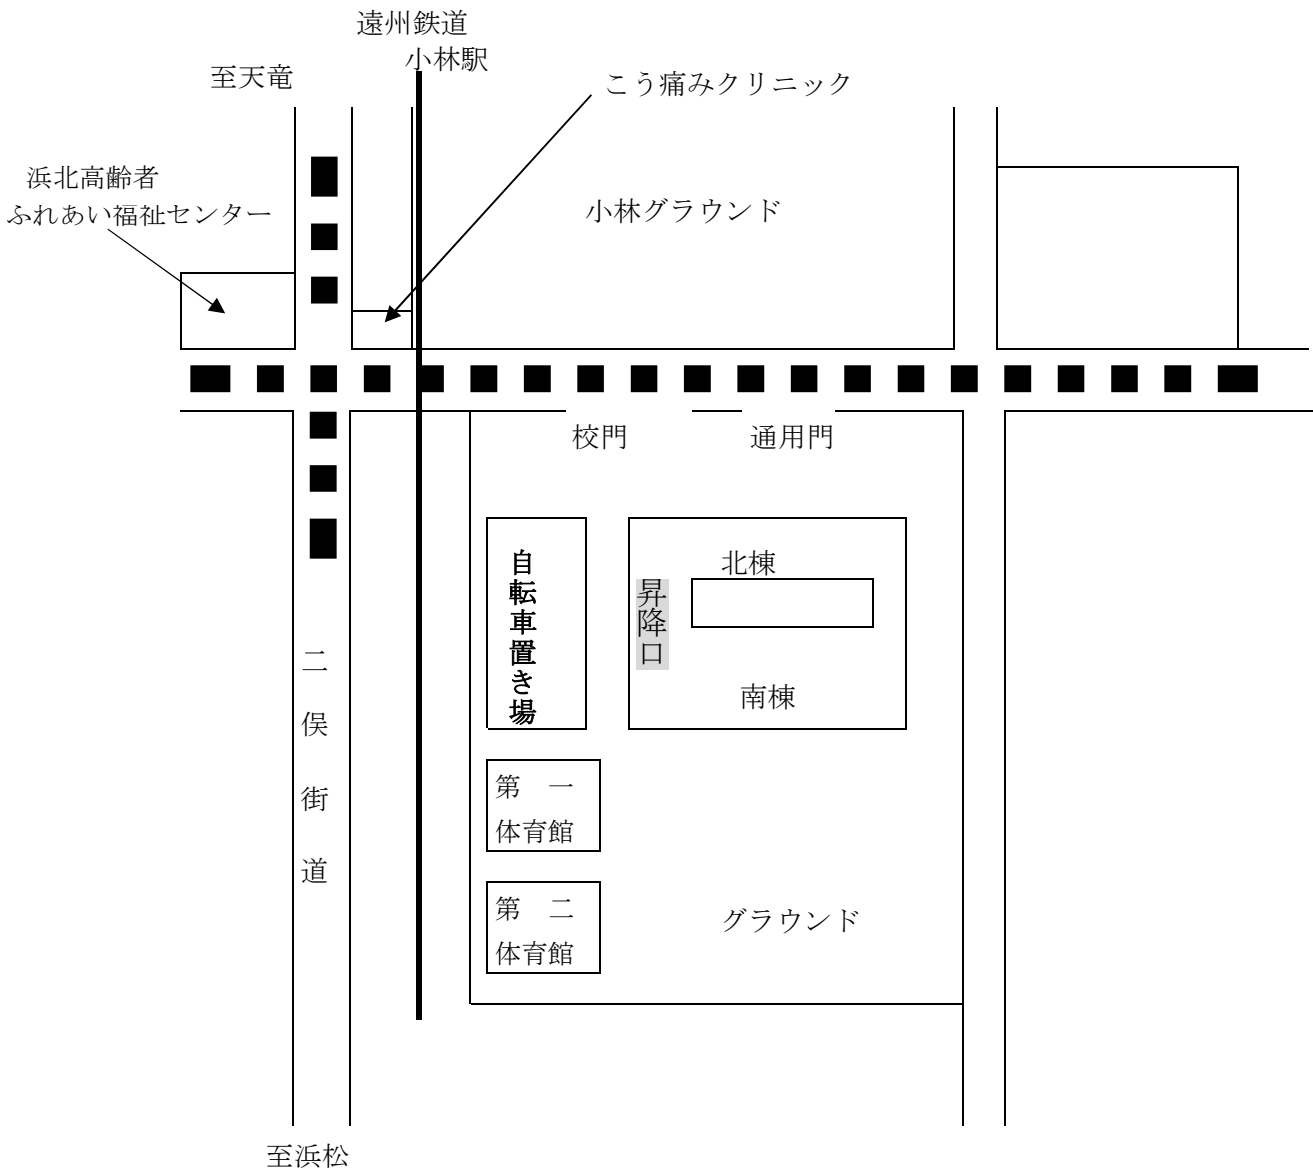 遠州鉄道
小林駅
至天竜
こう痛みクリニック
浜北高齢者
ふれあい福祉センター
小林グラウンド
校門
通用門
自転車置き場
北棟
昇降口
南棟
二俣街道
第 一
体育館
第 二
体育館
グラウンド
至浜松